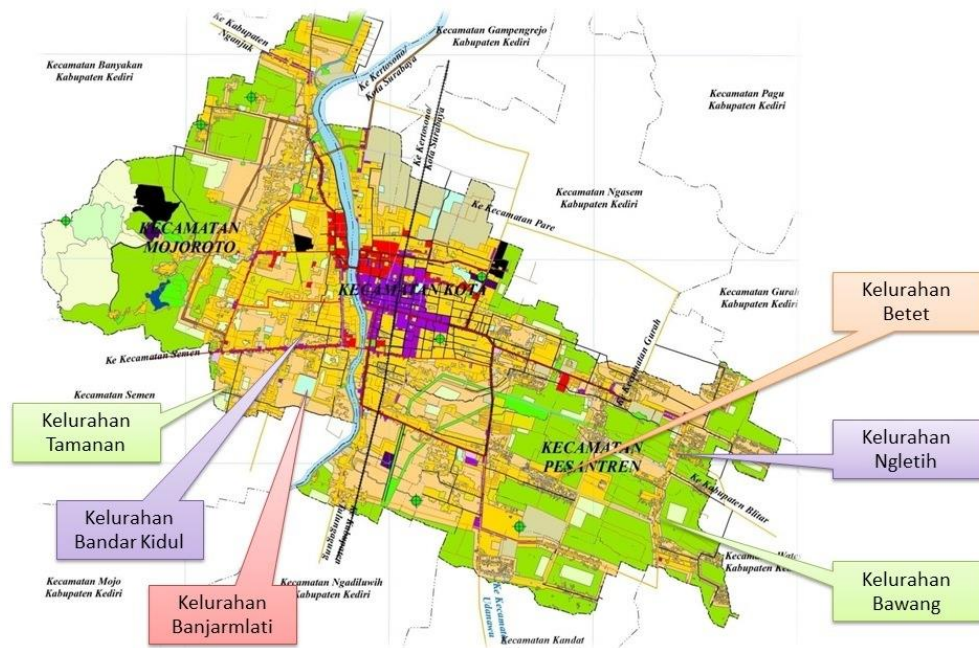 Ke Kabupaten
Nganjuk
Kecamatan Gampengrejo
Kabupaten Kediri
Kecamatan Banyakan
Kabupaten Kediri
Ke Kertosono/
Kota Surabaya
Kecamatan Pagu
Kabupaten Kediri
Ke Kertosono/
Kota Surabaya
Kecamatan Ngasem
Kabupaten Kediri
Ke Kecamatan Pare
KECAMATAN
MOJOROTO
KECAMATAN KOTA
Kecamatan Gurah
Kabupaten Kediri
Kelurahan
Betet
Ke Kecamatan Semen
Ke Kecamatan Gurah
Kecamatan Semen
Kelurahan
Tamanan
KECAMATAN
PESANTREN
Kelurahan
Ngletih
Ke Kabupaten Blitar
Kelurahan
Bandar Kidul
Kecamatan
Kabupaten
Kecamatan Mojo
Kabupaten Kediri
Kecamatan Ngadiluwih
Kabupaten Kediri
Kelurahan
Banjarmlati
Kelurahan
Bawang
Udanawu
Kecamatan Kandat